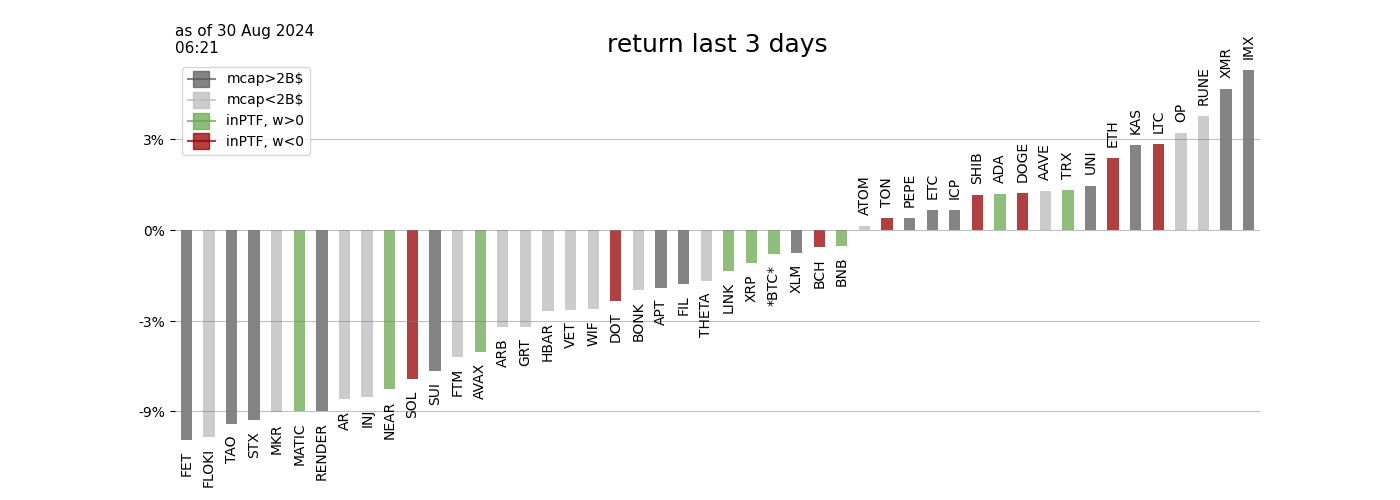 as of 30 Aug 2024
06:21
return last 3 days
mcap>2B$
mcap<2B$
inPTF, w>0
inPTF, w<0
3%
0%
-3%
-9%
FET
FLOKI
TAO
STX
MKR
MATIC
RENDER
AR
INJ
NEAR
SOL
SUI
FTM
AVAX
ARB
GRT
HBAR
VET
WIF
DOT
BONK
APT
FIL
THETA
LINK
XRP
*BTC*
XLM
BCH
BNB
ATOM
TON
PEPE
ETC
ICP
SHIB
ADA
DOGE
AAVE
TRX
UNI
ETH
KAS
LTC
OP
RUNE
XMR
IMX